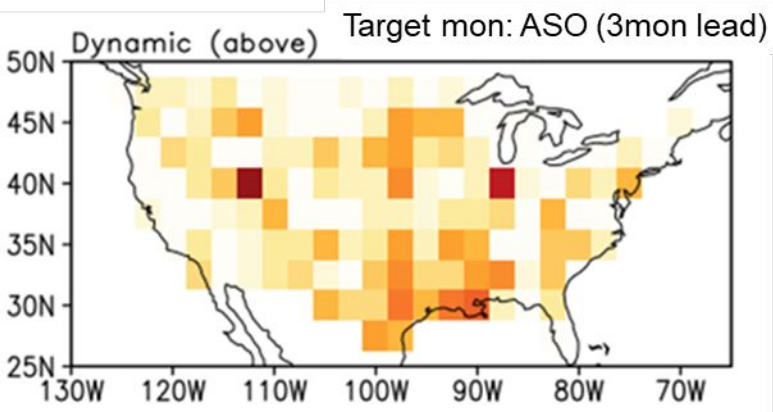 Target mon: ASO (3mon lead)
Dynamic (above)
50N
45N
40N
35N
30N
25N
130W 120W 110W 100W 90W 80W 70W